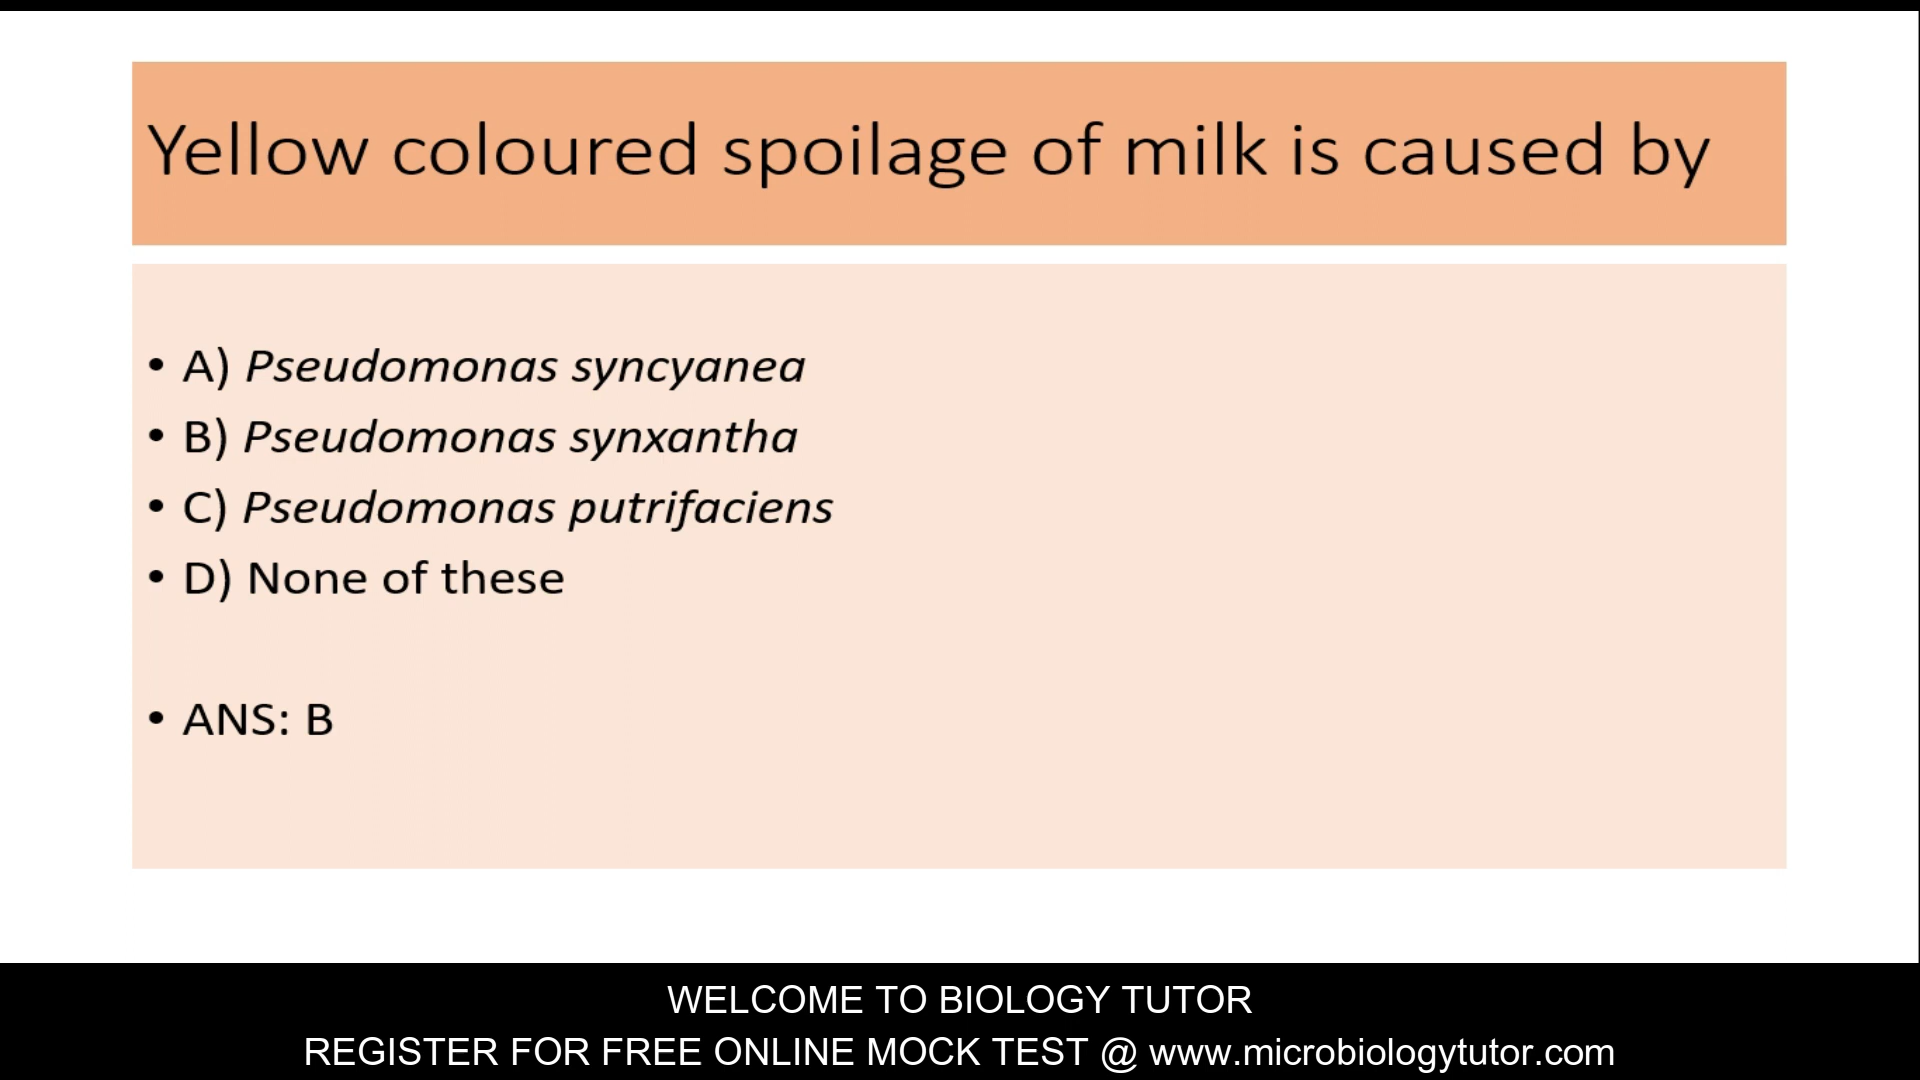 Yellow coloured spoilage of milk is caused by
• A) Pseudomonas syncyanea
• B) Pseudomonas synxantha
• C) Pseudomonas putrifaciens
• D) None of these
• ANS: B
WELCOME TO BIOLOGY TUTOR
REGISTER FOR FREE ONLINE MOCK TEST @ www.microbiologytutor.com